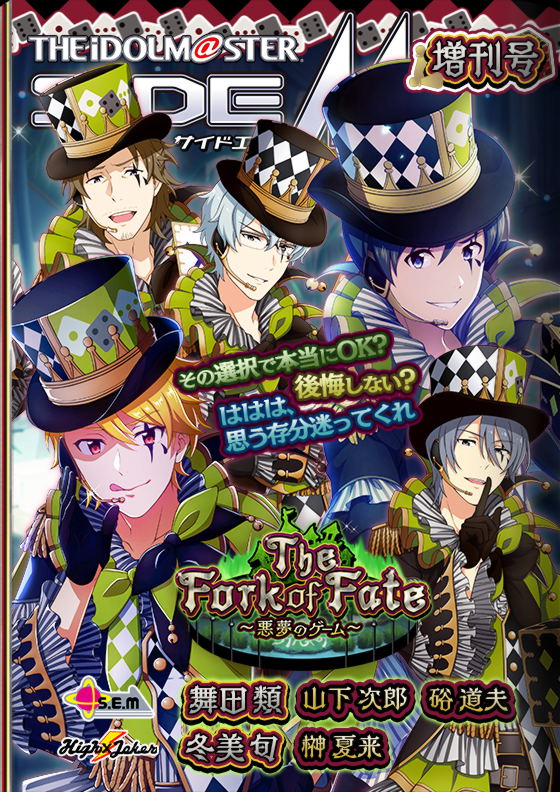 THE iDOLM@STER
増刊号
SIDE M
サイドエ
その選択で本当にOK?
後悔しない?
ははは、
思う存分迷ってくれ
The
Fork of Fate
～悪夢のゲーム～
S.E.M
舞田類 山下次郎 硲道夫
High×Joker
冬美旬 榊夏来